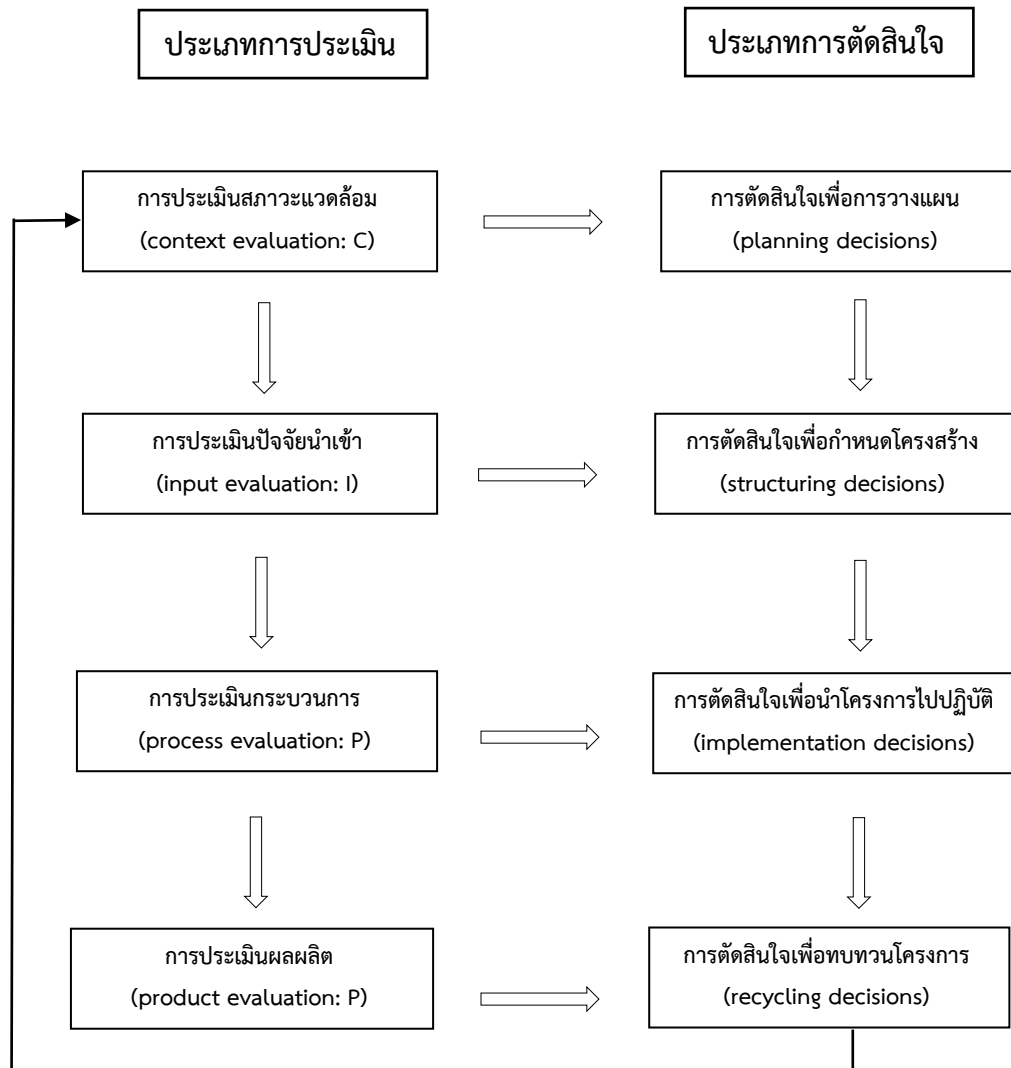 ประเภทการประเมิน
ประเภทการตัดสินใจ
การประเมินสภาวะแวดล้อม
(context evaluation: C)
การตัดสินใจเพื่อการวางแผน
(planning decisions)
การประเมินปัจจัยนำเข้า
(input evaluation: I)
การตัดสินใจเพื่อกำหนดโครงสร้าง
(structuring decisions)
การประเมินกระบวนการ
(process evaluation: P)
การตัดสินใจเพื่อนำโครงการไปปฏิบัติ
(implementation decisions)
การประเมินผลผลิต
(product evaluation: P)
การตัดสินใจเพื่อทบทวนโครงการ
(recycling decisions)